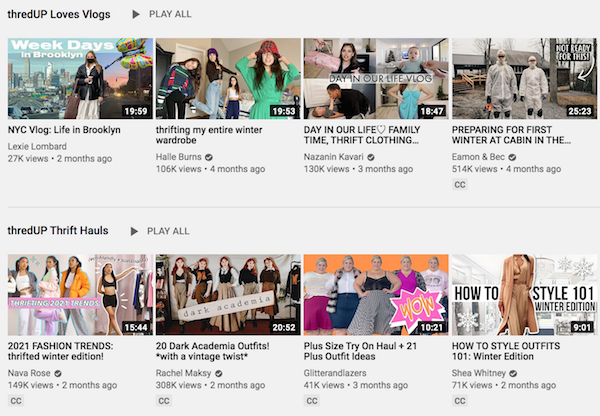 thredUP Loves Vlogs PLAY ALL
Week Days
in Brooklyn
19:59
19:53
DAY IN OUR LIFE VLOG
18:47
NOT READY
FOR THIS!
25:23
NYC Vlog: Life in Brooklyn
Lexie Lombard
27K views • 2 months ago
thrifting my entire winter
wardrobe
Halle Burns
106K views • 4 months ago
DAY IN OUR LIFE♡ FAMILY
TIME, THRIFT CLOTHING...
Nazanin Kavari
130K views • 3 months ago
PREPARING FOR FIRST
WINTER AT CABIN IN THE...
Eamon & Bec
514K views • 4 months ago
CC
thredUP Thrift Hauls PLAY ALL
THRIFTING 2021 TRENDS
15:44
dark academia
20:52
WOW
10:21
HOW TO STYLE 101
WINTER EDITION
9:01
2021 FASHION TRENDS:
thrifted winter edition!
Nava Rose
149K views • 2 months ago
CC
20 Dark Academia Outfits!
*with a vintage twist*
Rachel Maksy
308K views • 2 months ago
CC
Plus Size Try On Haul + 21
Plus Outfit Ideas
Glitterandlazers
41K views • 3 months ago
CC
HOW TO STYLE OUTFITS
101: Winter Edition
Shea Whitney
71K views • 2 months ago
CC